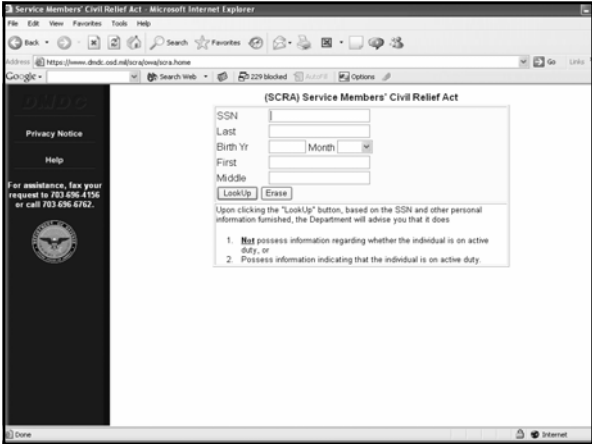 Service Members' Civil Relief Act - Microsoft Internet Explorer
File Edit View Favorites Tools Help
Back Search Favorites
Address https://www.dmdc.osd.mil/scra/owa/scra.home Go Links
Google Search Web 229 blocked AutoFill Options
DMDC
(SCRA) Service Members' Civil Relief Act
SSN
Last
Birth Yr Month
First
Middle
LookUp Erase
Privacy Notice
Help
For assistance, fax your
request to 703-696-4156
or call 703-696-6762.
Upon clicking the "LookUp" button, based on the SSN and other personal
information furnished, the Department will advise you that it does
1. Not possess information regarding whether the individual is on active
duty, or
2. Possess information indicating that the individual is on active duty.
Done Internet